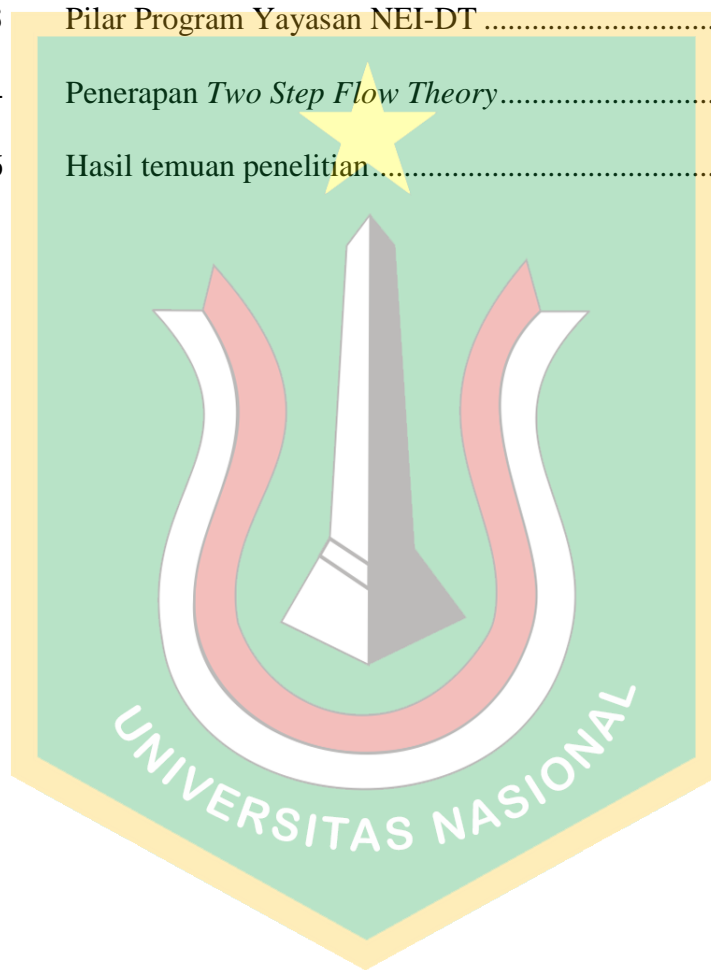 Pilar Program Yayasan NEI-DT ............................
Penerapan Two Step Flow Theory..........................
Hasil temuan penelitian..........................................
UNIVERSITAS NASIONAL